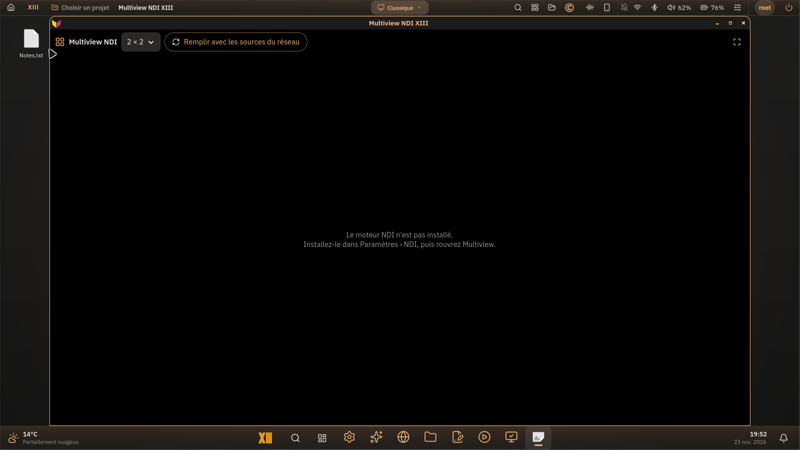 XIII
Choisir un projet
Multiview NDI XIII
Classique
62%
76%
root
Multiview NDI XIII
Notes.txt
Multiview NDI
2 × 2
Remplir avec les sources du réseau
Le moteur NDI n'est pas installé.
Installez-le dans Paramètres › NDI, puis rouvrez Multiview.
14°C
Partiellement nuageux
XIII
19:52
23 nov. 2026